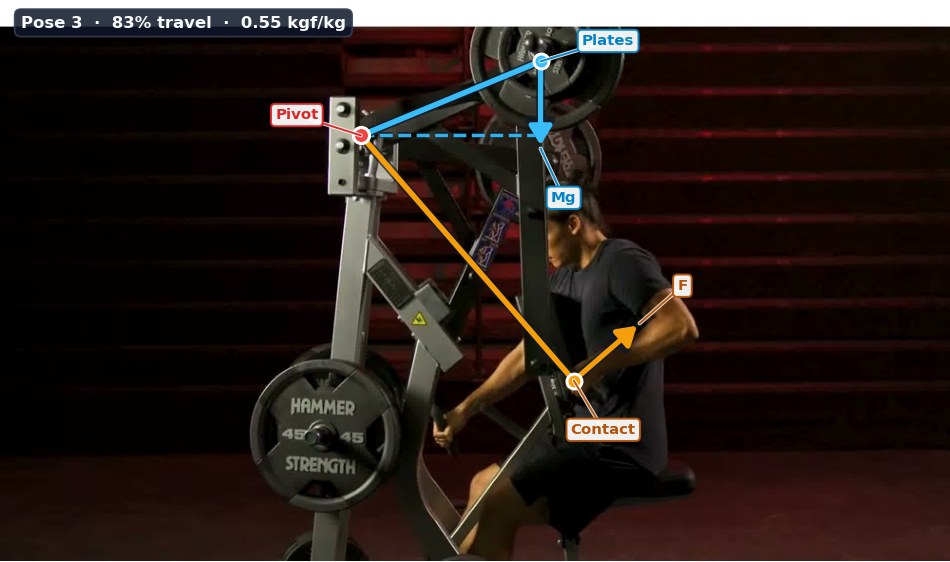 Pose 3 · 83% travel · 0.55 kgf/kg
Plates
Pivot
Mg
F
HAMMER
45 45
STRENGTH
Contact